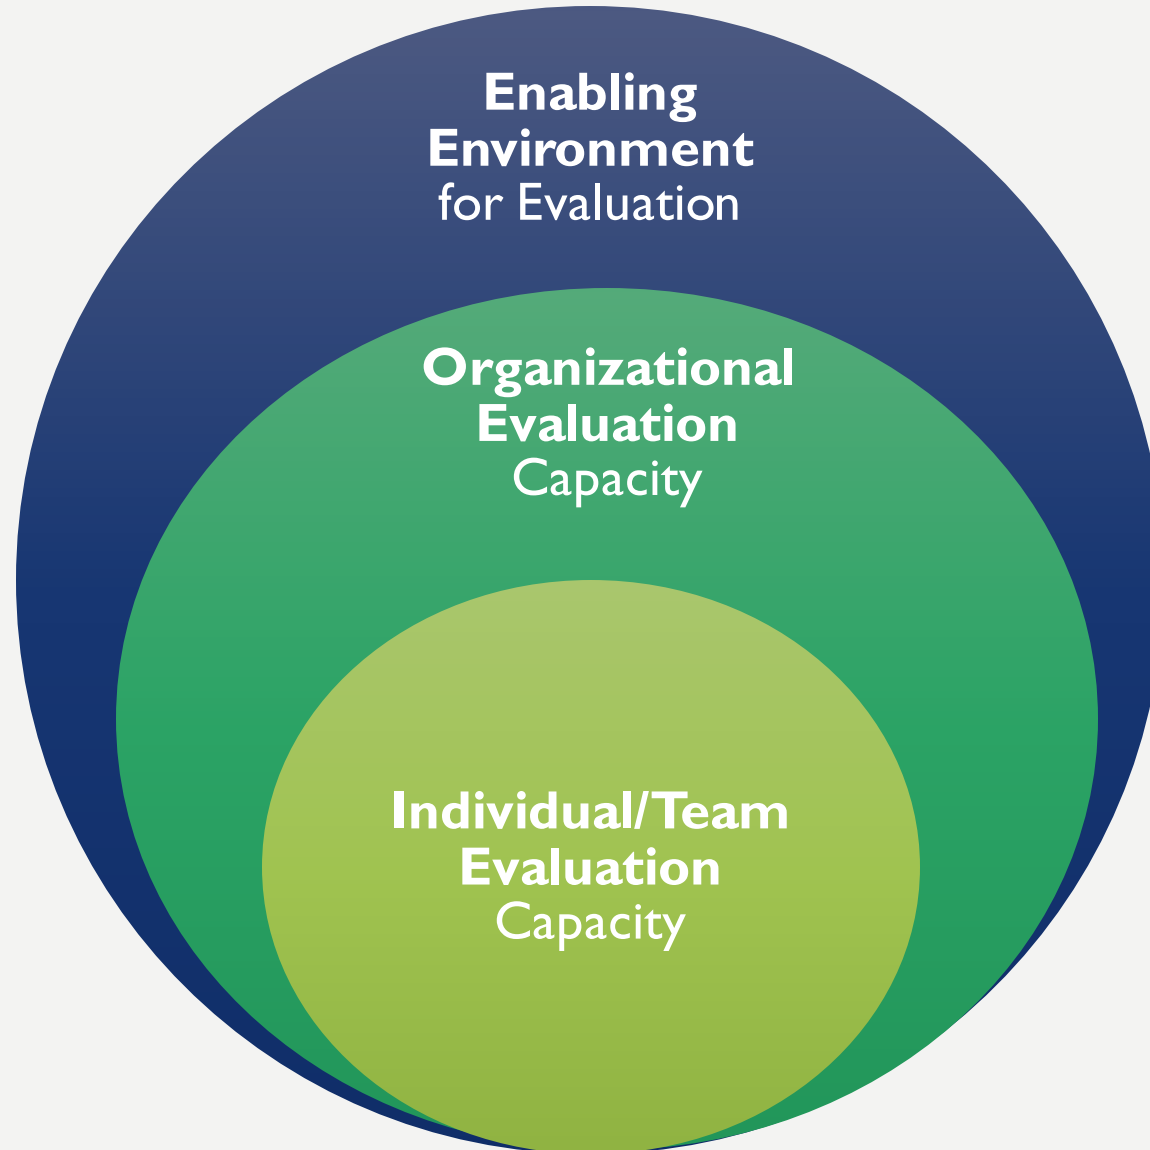 Enabling
Environment
for Evaluation
Organizational
Evaluation
Capacity
Individual/Team
Evaluation
Capacity